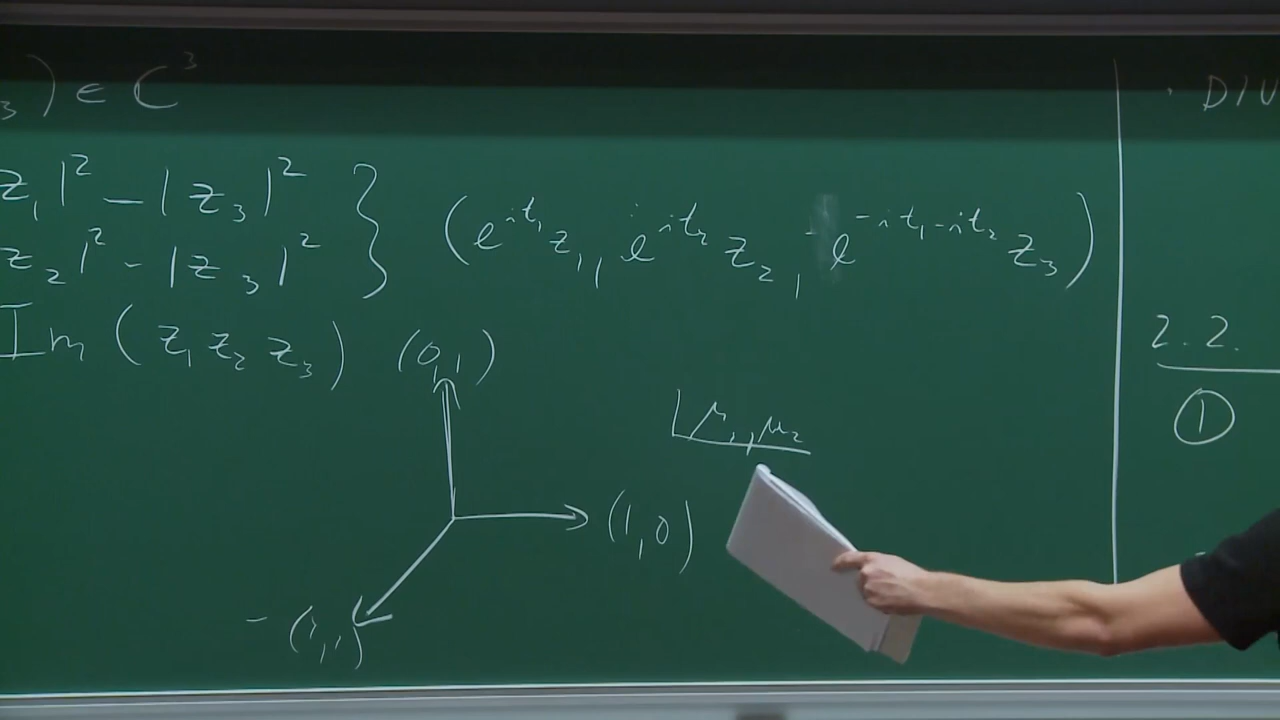 3) ∈ C³
z₁|² - |z₃|² }
z₂|² - |z₃|²
(e^{it₁} z₁, e^{it₂} z₂, e^{-it₁-it₂} z₃)
Im (z₁ z₂ z₃)
(0,1)
μ₁, μ₂
(1,0)
-(1,1)
· DIV
2.2.
①